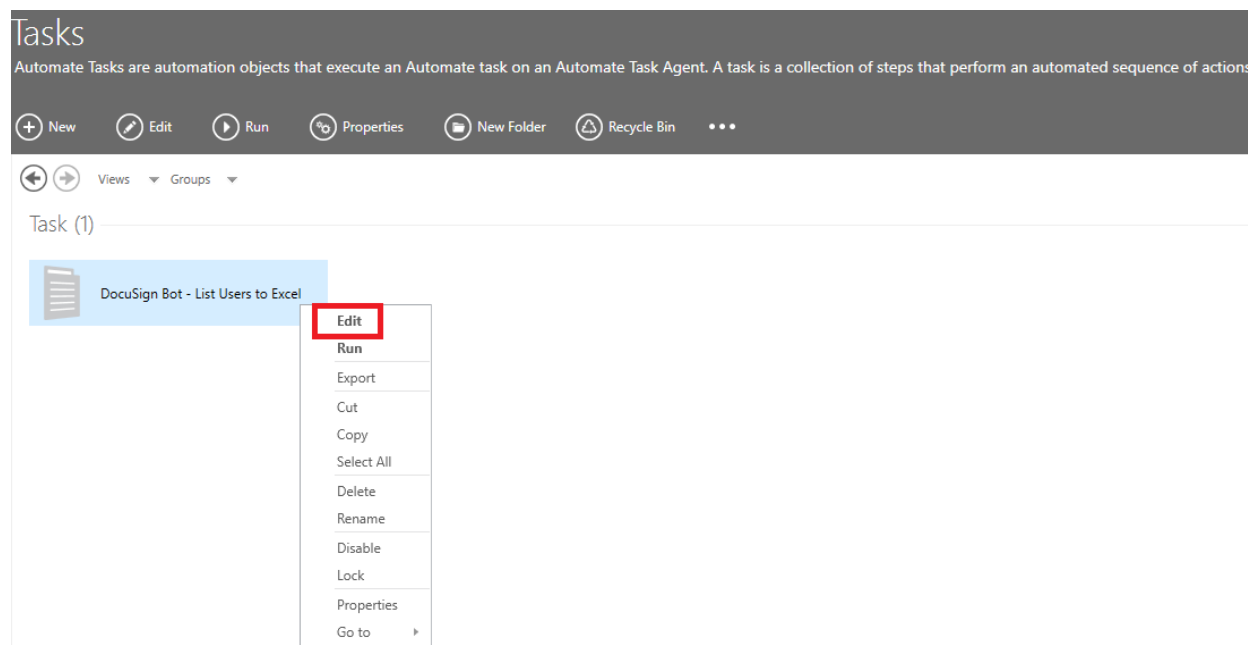 Tasks
Automate Tasks are automation objects that execute an Automate task on an Automate Task Agent. A task is a collection of steps that perform an automated sequence of actions
New Edit Run Properties New Folder Recycle Bin
Views Groups
Task (1)
DocuSign Bot - List Users to Excel
Edit
Run
Export
Cut
Copy
Select All
Delete
Rename
Disable
Lock
Properties
Go to